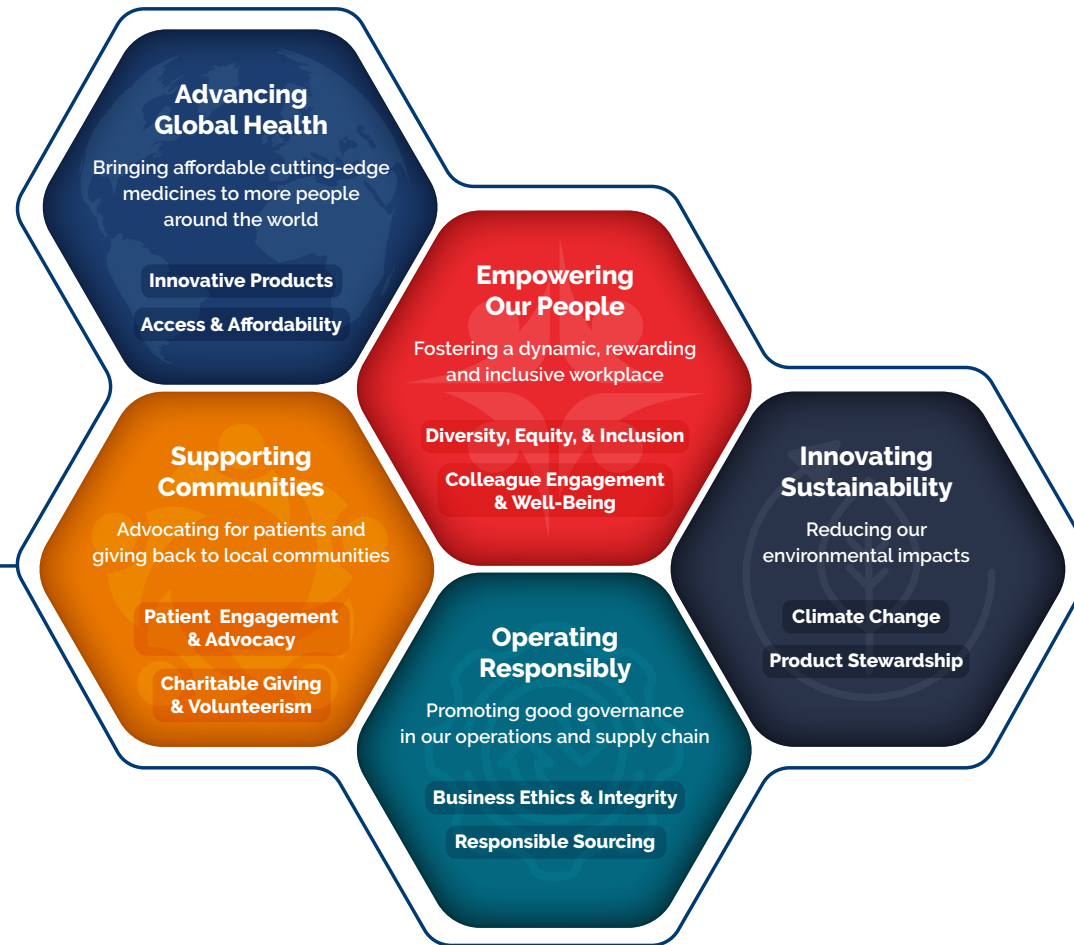 Advancing
Global Health
Bringing affordable cutting-edge
medicines to more people
around the world
Innovative Products
Access & Affordability
Empowering
Our People
Fostering a dynamic, rewarding
and inclusive workplace
Diversity, Equity, & Inclusion
Colleague Engagement
& Well-Being
Supporting
Communities
Advocating for patients and
giving back to local communities
Patient Engagement
& Advocacy
Charitable Giving
& Volunteerism
Innovating
Sustainability
Reducing our
environmental impacts
Climate Change
Product Stewardship
Operating
Responsibly
Promoting good governance
in our operations and supply chain
Business Ethics & Integrity
Responsible Sourcing